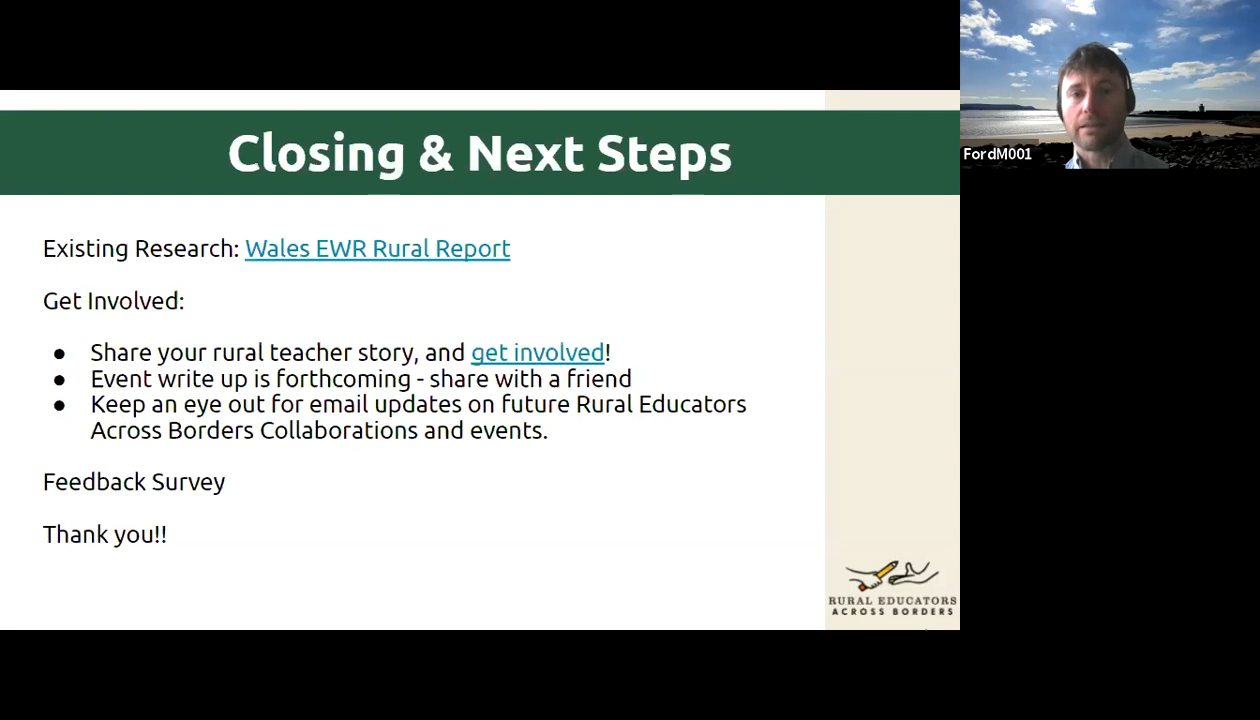 Closing & Next Steps
FordM001
Existing Research: Wales EWR Rural Report
Get Involved:
● Share your rural teacher story, and get involved!
● Event write up is forthcoming - share with a friend
● Keep an eye out for email updates on future Rural Educators
Across Borders Collaborations and events.
Feedback Survey
Thank you!!
RURAL EDUCATORS
ACROSS BORDERS